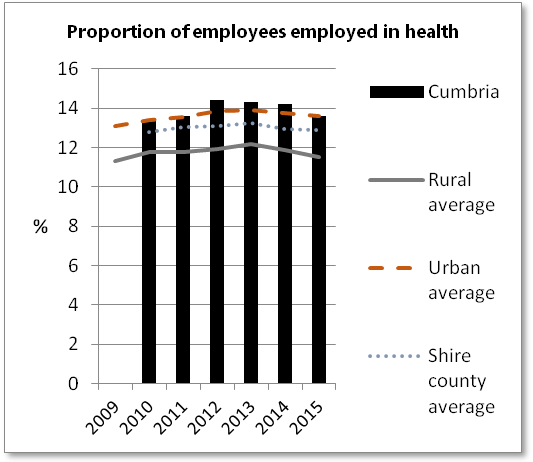 Proportion of employees employed in health
16
14
12
10
8
6
4
2
0
%
2009
2010
2011
2012
2013
2014
2015
Cumbria
Rural
average
Urban
average
Shire
county
average